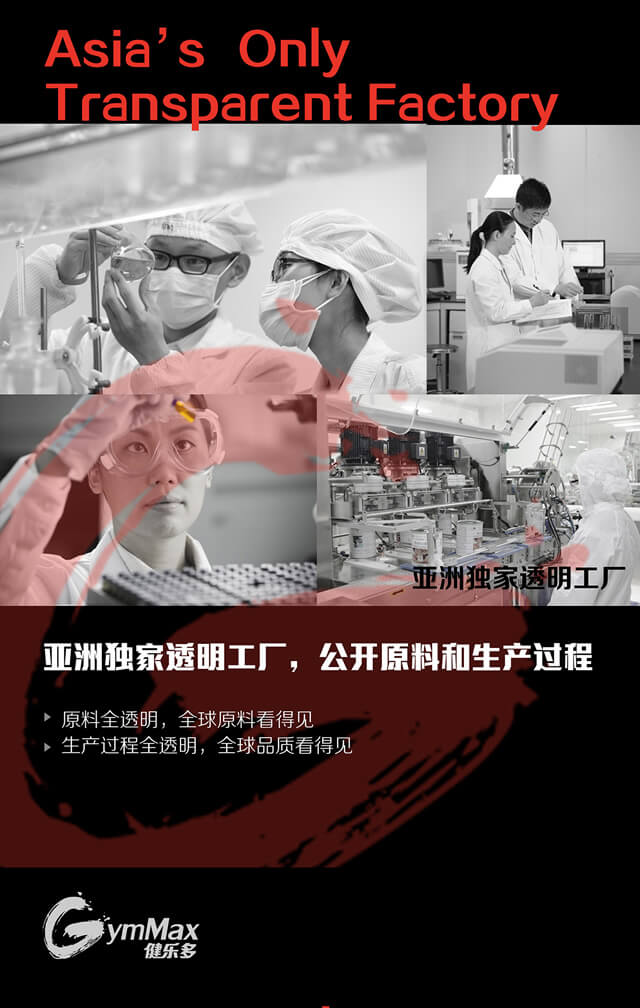 Asia's Only
Transparent Factory
亚洲独家透明工厂
亚洲独家透明工厂，公开原料和生产过程
原料全透明，全球原料看得见
生产过程全透明，全球品质看得见
GymMax
健乐多